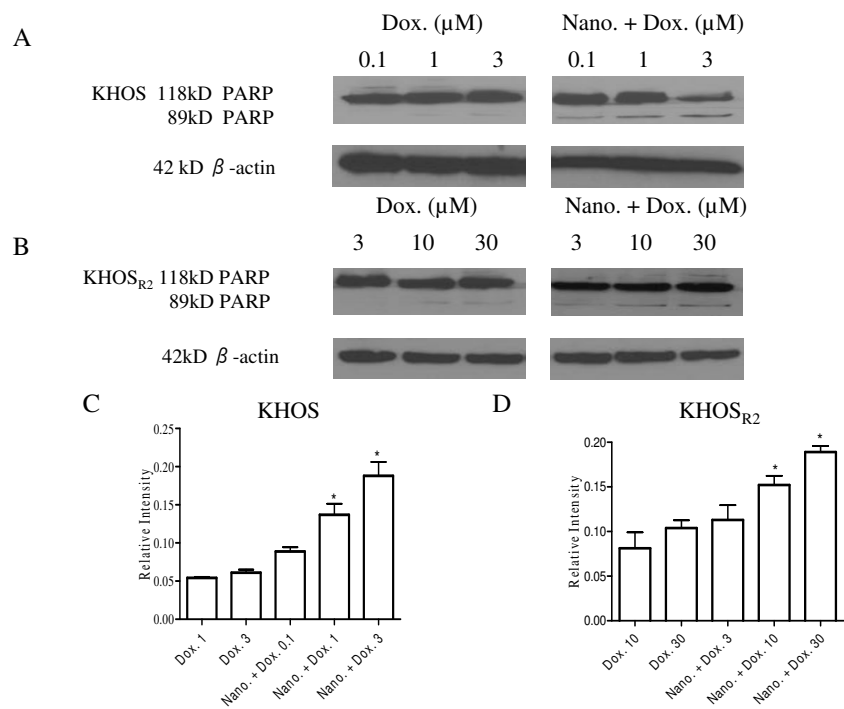 A
Dox. (µM)
Nano. + Dox. (µM)
0.1 1 3
0.1 1 3
KHOS 118kD PARP
89kD PARP
42 kD β-actin
B
Dox. (µM)
Nano. + Dox. (µM)
3 10 30
3 10 30
KHOSR2 118kD PARP
89kD PARP
42kD β-actin
C
KHOS
Relative Intensity
0.25
0.20
0.15
0.10
0.05
0.00
*
*
Dox. 1
Dox. 3
Nano. + Dox. 0.1
Nano. + Dox. 1
Nano. + Dox. 3
D
KHOSR2
Relative Intensity
0.20
0.15
0.10
0.05
0.00
*
*
Dox. 10
Dox. 30
Nano. + Dox. 3
Nano. + Dox. 10
Nano. + Dox. 30